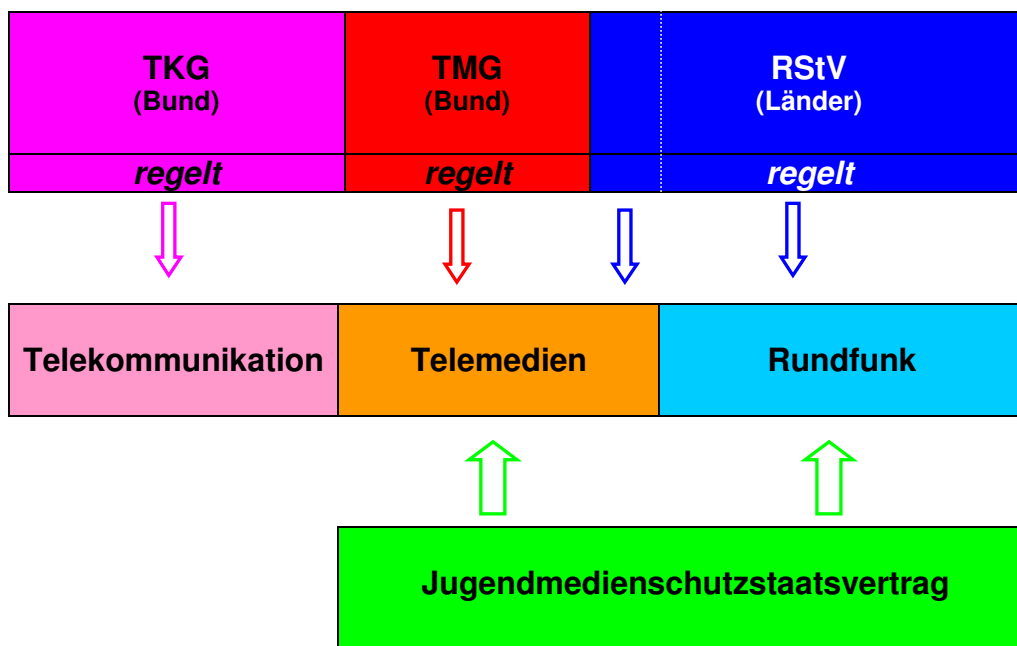 TKG
(Bund)
TMG
(Bund)
RStV
(Länder)
regelt
regelt
regelt
Telekommunikation
Telemedien
Rundfunk
Jugendmedienschutzstaatsvertrag